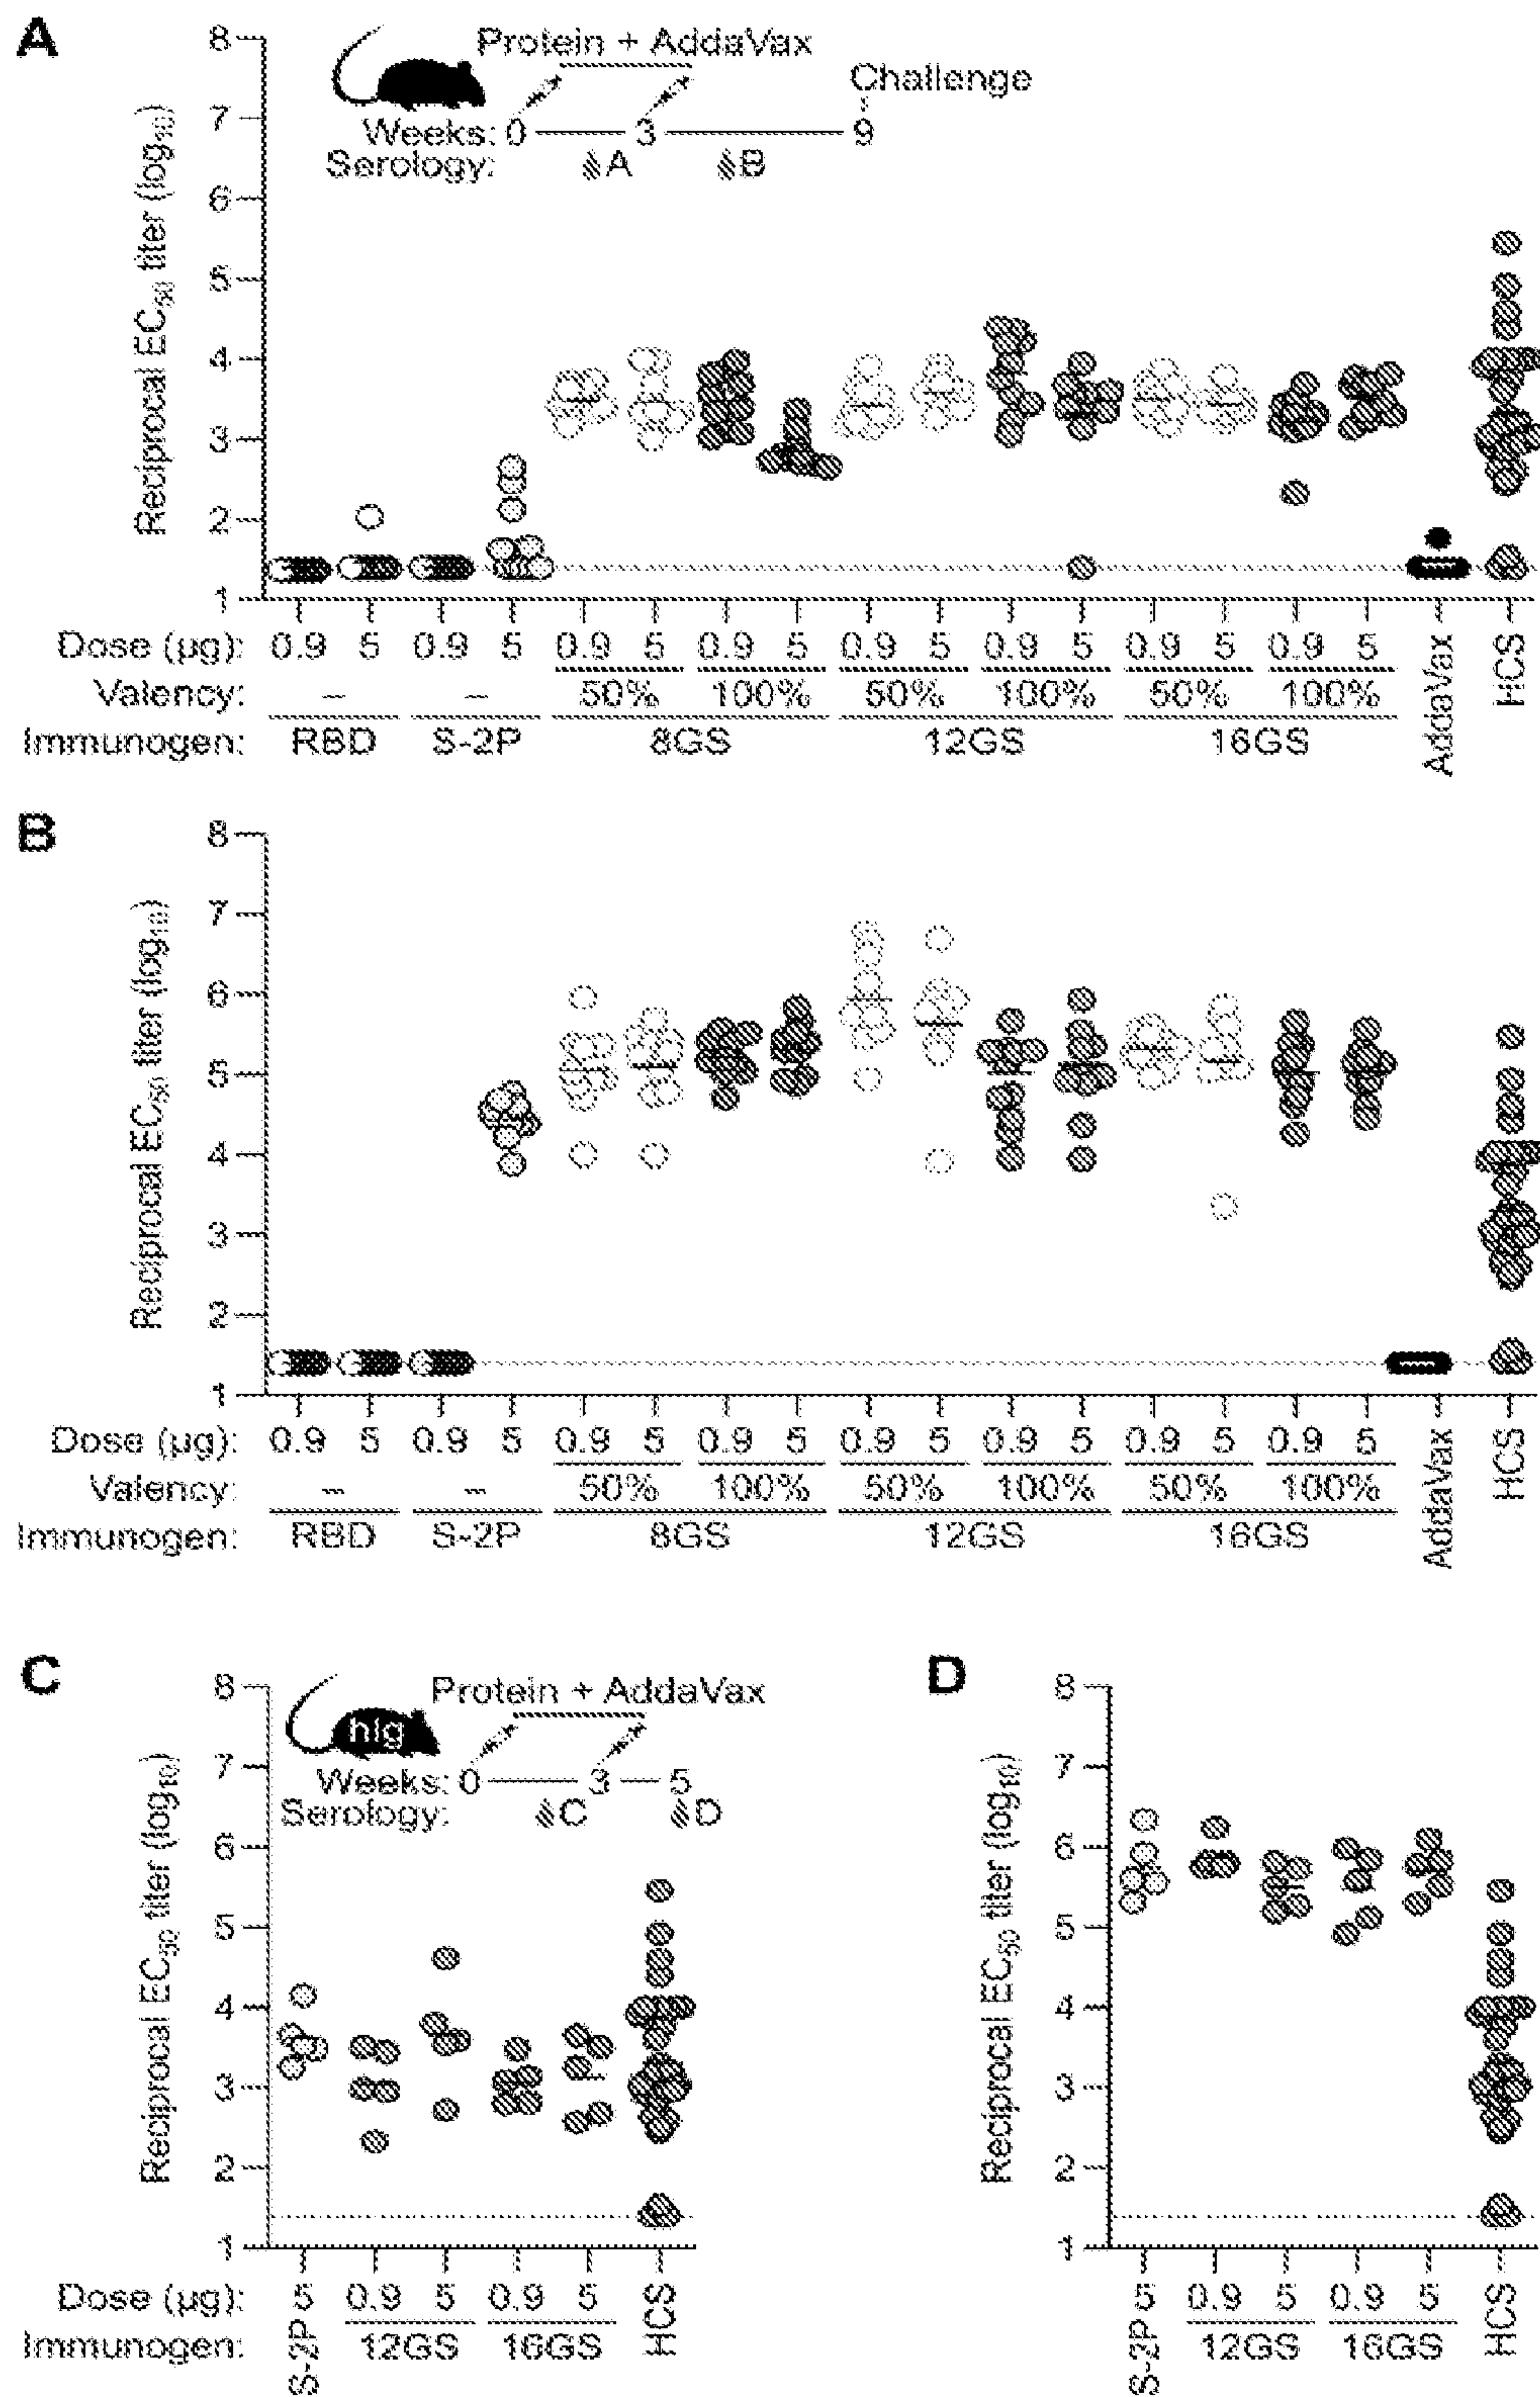 A
Protein + AddaVax
Challenge
Weeks: 0 3 9
Serology: A B
Reciprocal EC50 titer (log10)
8
7
6
5
4
3
2
1
Dose (µg): 0.9 5 0.9 5 0.9 5 0.9 5 0.9 5 0.9 5 0.9 5 0.9 5
Valency: – – 50% 100% 50% 100% 50% 100%
Immunogen: RBD S-2P 8GS 12GS 16GS
AddaVax
HCS
B
Reciprocal EC50 titer (log10)
8
7
6
5
4
3
2
1
Dose (µg): 0.9 5 0.9 5 0.9 5 0.9 5 0.9 5 0.9 5 0.9 5 0.9 5
Valency: – – 50% 100% 50% 100% 50% 100%
Immunogen: RBD S-2P 8GS 12GS 16GS
AddaVax
HCS
C
Protein + AddaVax
hIg
Weeks: 0 3 5
Serology: C D
Reciprocal EC50 titer (log10)
8
7
6
5
4
3
2
1
Dose (µg): 5 0.9 5 0.9 5
Immunogen: S-2P 12GS 16GS
HCS
D
Reciprocal EC50 titer (log10)
8
7
6
5
4
3
2
1
5 0.9 5 0.9 5
S-2P 12GS 16GS
HCS